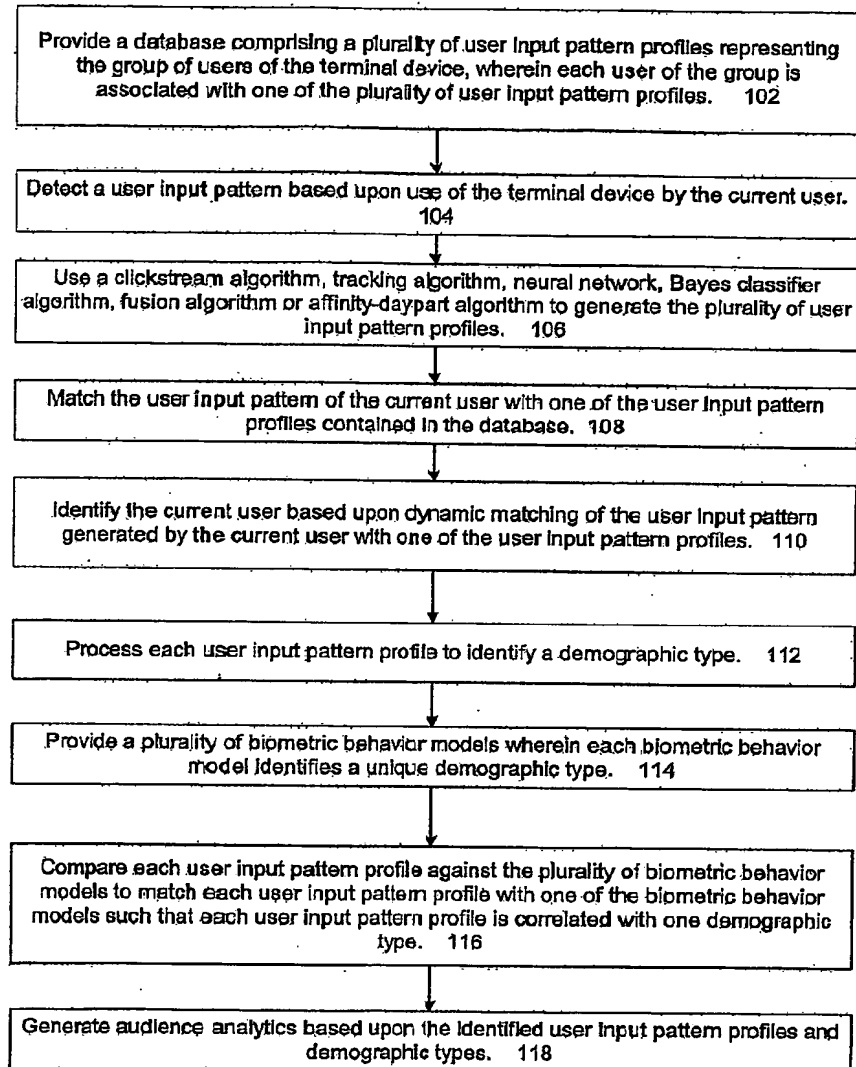 Provide a database comprising a plurality of user input pattern profiles representing
the group of users of the terminal device, wherein each user of the group is
associated with one of the plurality of user input pattern profiles. 102
Detect a user input pattern based upon use of the terminal device by the current user.
104
Use a clickstream algorithm, tracking algorithm, neural network, Bayes classifier
algorithm, fusion algorithm or affinity-daypart algorithm to generate the plurality of user
input pattern profiles. 106
Match the user input pattern of the current user with one of the user input pattern
profiles contained in the database. 108
Identify the current user based upon dynamic matching of the user input pattern
generated by the current user with one of the user input pattern profiles. 110
Process each user input pattern profile to identify a demographic type. 112
Provide a plurality of biometric behavior models wherein each biometric behavior
model identifies a unique demographic type. 114
Compare each user input pattern profile against the plurality of biometric behavior
models to match each user input pattern profile with one of the biometric behavior
models such that each user input pattern profile is correlated with one demographic
type. 116
Generate audience analytics based upon the identified user input pattern profiles and
demographic types. 118